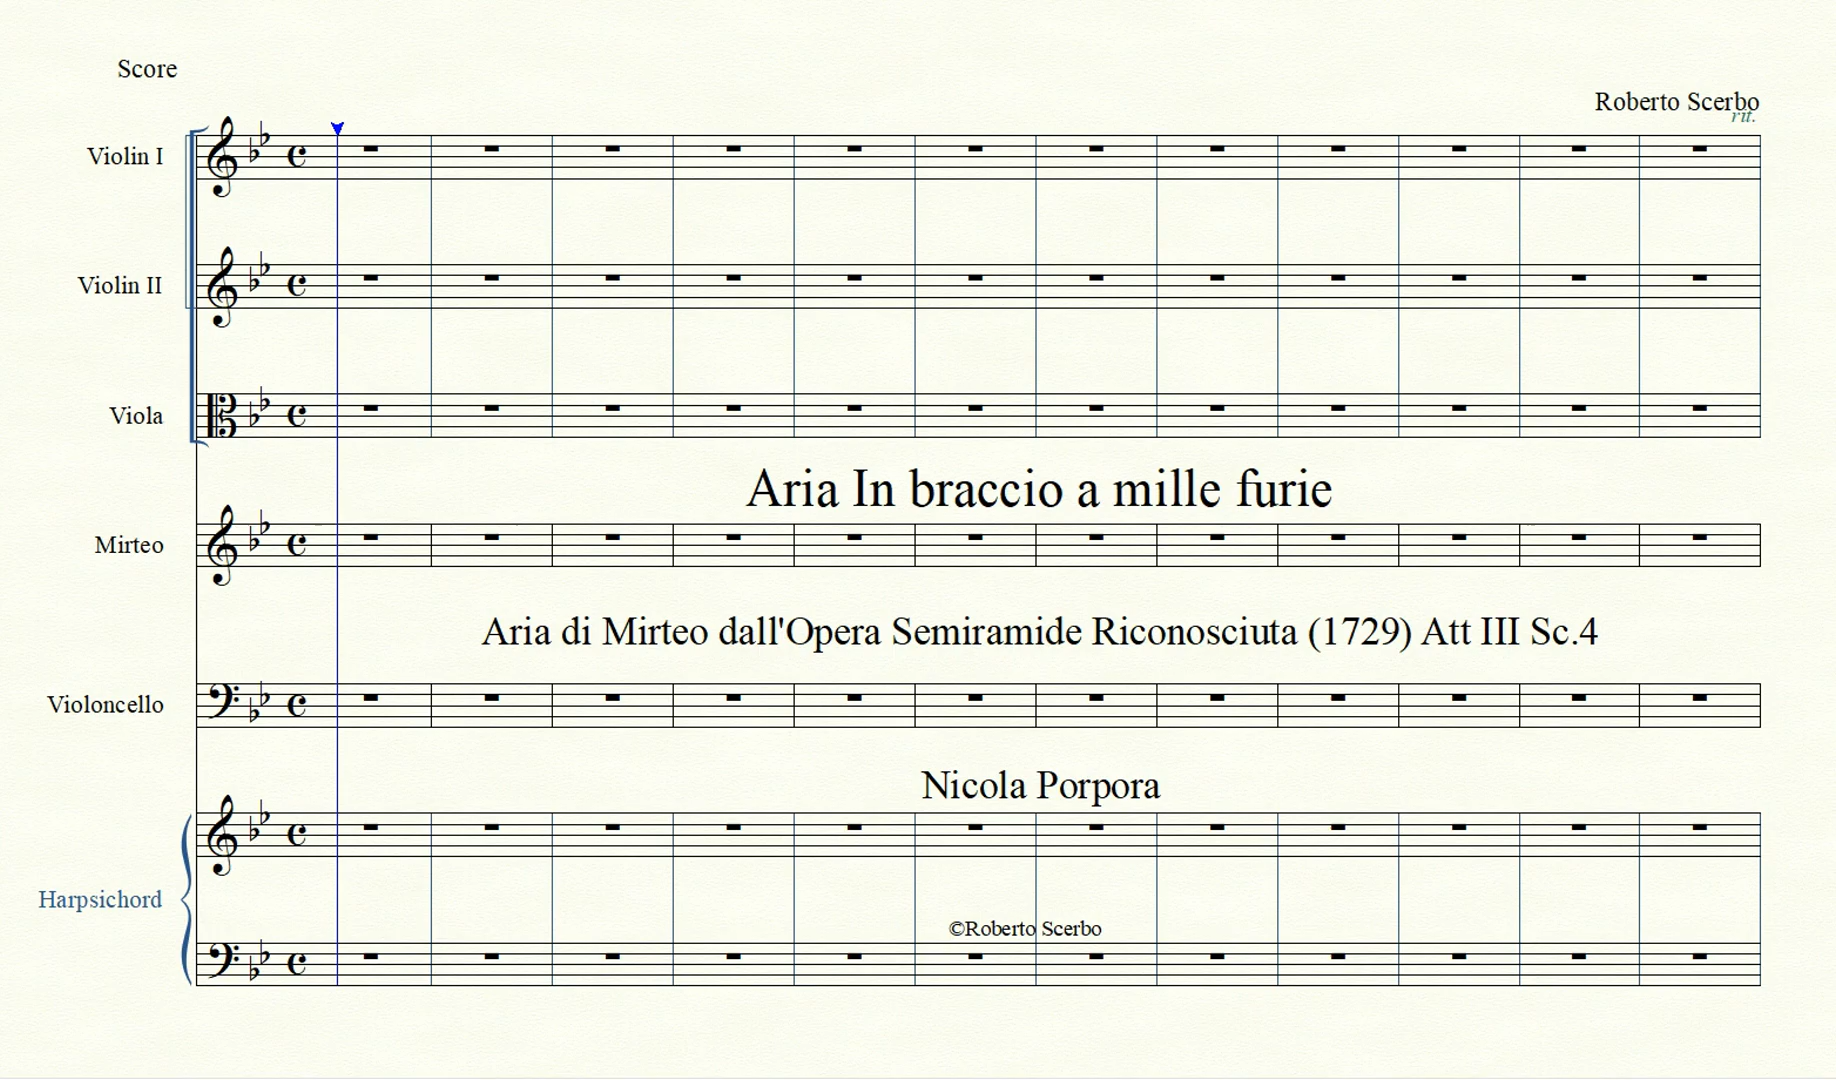 Score
Roberto Scerbo
rit.
Violin I
Violin II
Viola
Aria In braccio a mille furie
Mirteo
Aria di Mirteo dall'Opera Semiramide Riconosciuta (1729) Att III Sc.4
Violoncello
Nicola Porpora
Harpsichord
©Roberto Scerbo